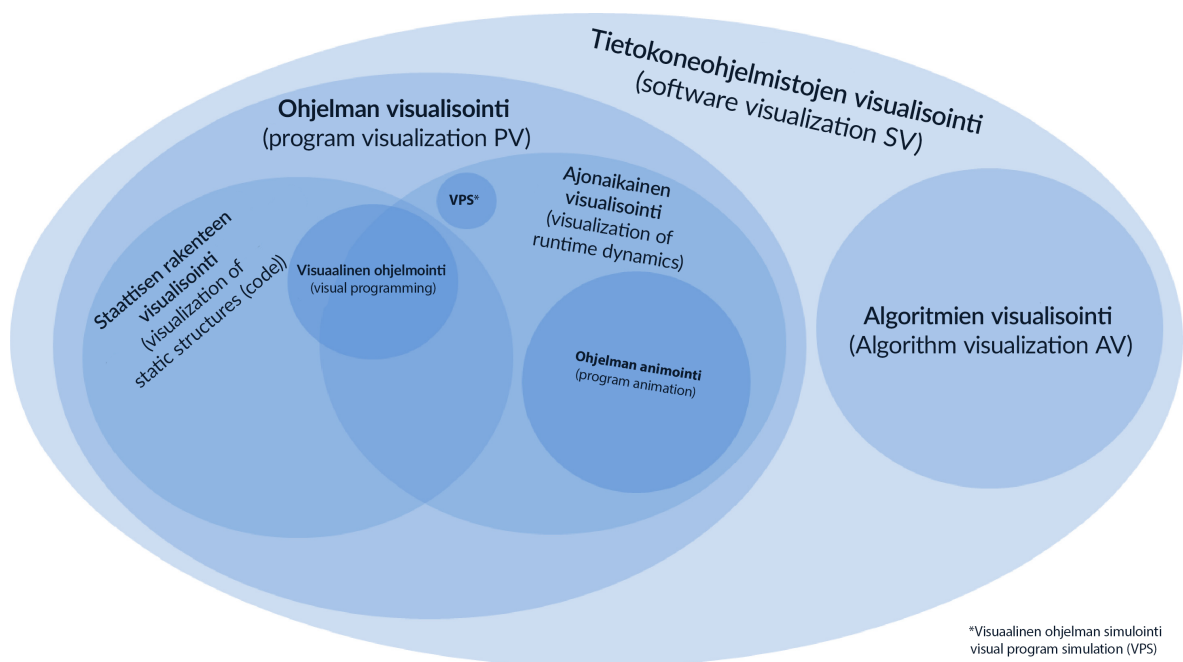 Tietokoneohjelmistojen visualisointi
(software visualization SV)
Ohjelman visualisointi
(program visualization PV)
Staattisen rakenteen
visualisointi
(visualization of
static structures (code))
Visuaalinen ohjelmointi
(visual programming)
VPS*
Ajonaikainen
visualisointi
(visualization of
runtime dynamics)
Ohjelman animointi
(program animation)
Algoritmien visualisointi
(Algorithm visualization AV)
*Visuaalinen ohjelman simulointi
visual program simulation (VPS)